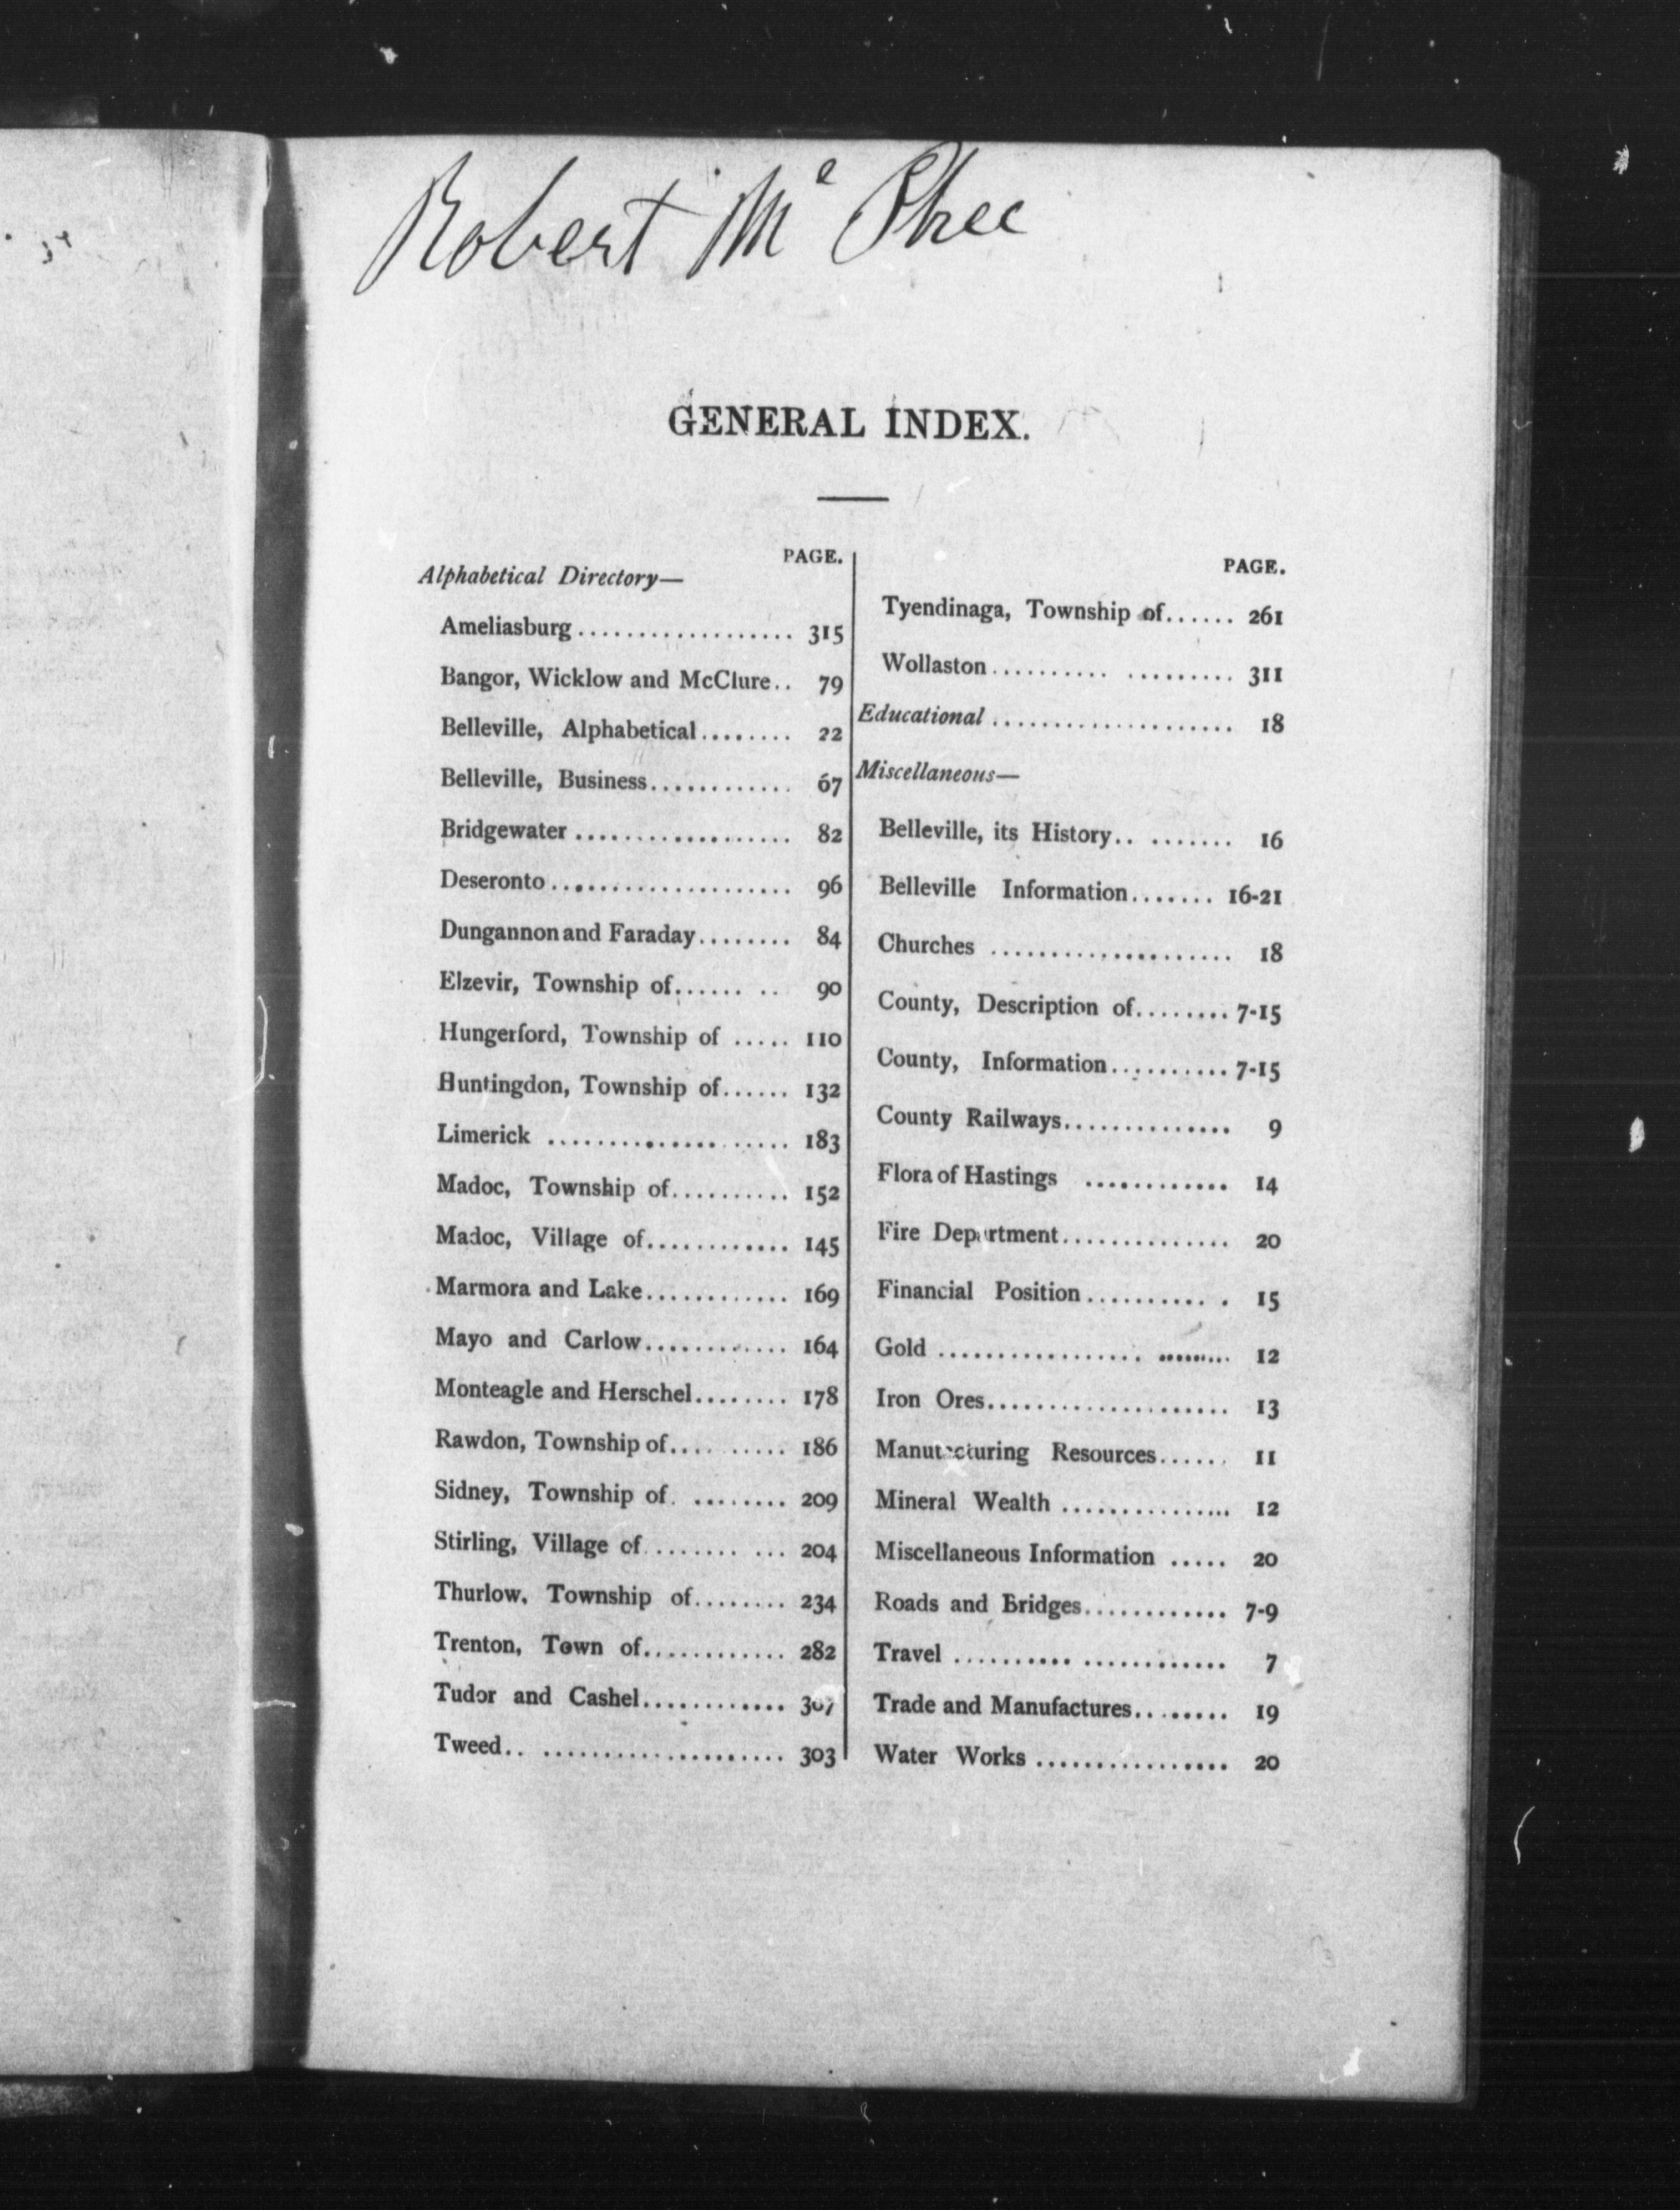 Robert Mc Phee
GENERAL INDEX.
PAGE.
Alphabetical Directory—
Ameliasburg.................. 315
Bangor, Wicklow and McClure.. 79
Belleville, Alphabetical........ 22
Belleville, Business............ 67
Bridgewater .................. 82
Deseronto.................... 96
Dungannon and Faraday........ 84
Elzevir, Township of...... .. 90
Hungerford, Township of ..... 110
Huntingdon, Township of...... 132
Limerick .................... 183
Madoc, Township of.......... 152
Madoc, Village of............ 145
Marmora and Lake............ 169
Mayo and Carlow............ 164
Monteagle and Herschel........ 178
Rawdon, Township of.... ..... 186
Sidney, Township of. ........ 209
Stirling, Village of........ ... 204
Thurlow, Township of........ 234
Trenton, Town of............ 282
Tudor and Cashel............ 307
Tweed.. .................... 303
PAGE.
Tyendinaga, Township of...... 261
Wollaston.......... ......... 311
Educational .................... 18
Miscellaneous—
Belleville, its History.. ....... 16
Belleville Information....... 16-21
Churches .................... 18
County, Description of........ 7-15
County, Information.......... 7-15
County Railways.............. 9
Flora of Hastings ............ 14
Fire Department.............. 20
Financial Position.......... . 15
Gold ................. ......... 12
Iron Ores.................... 13
Manufacturing Resources...... 11
Mineral Wealth ............... 12
Miscellaneous Information ..... 20
Roads and Bridges............ 7-9
Travel .......... ............ 7
Trade and Manufactures........ 19
Water Works ................ 20